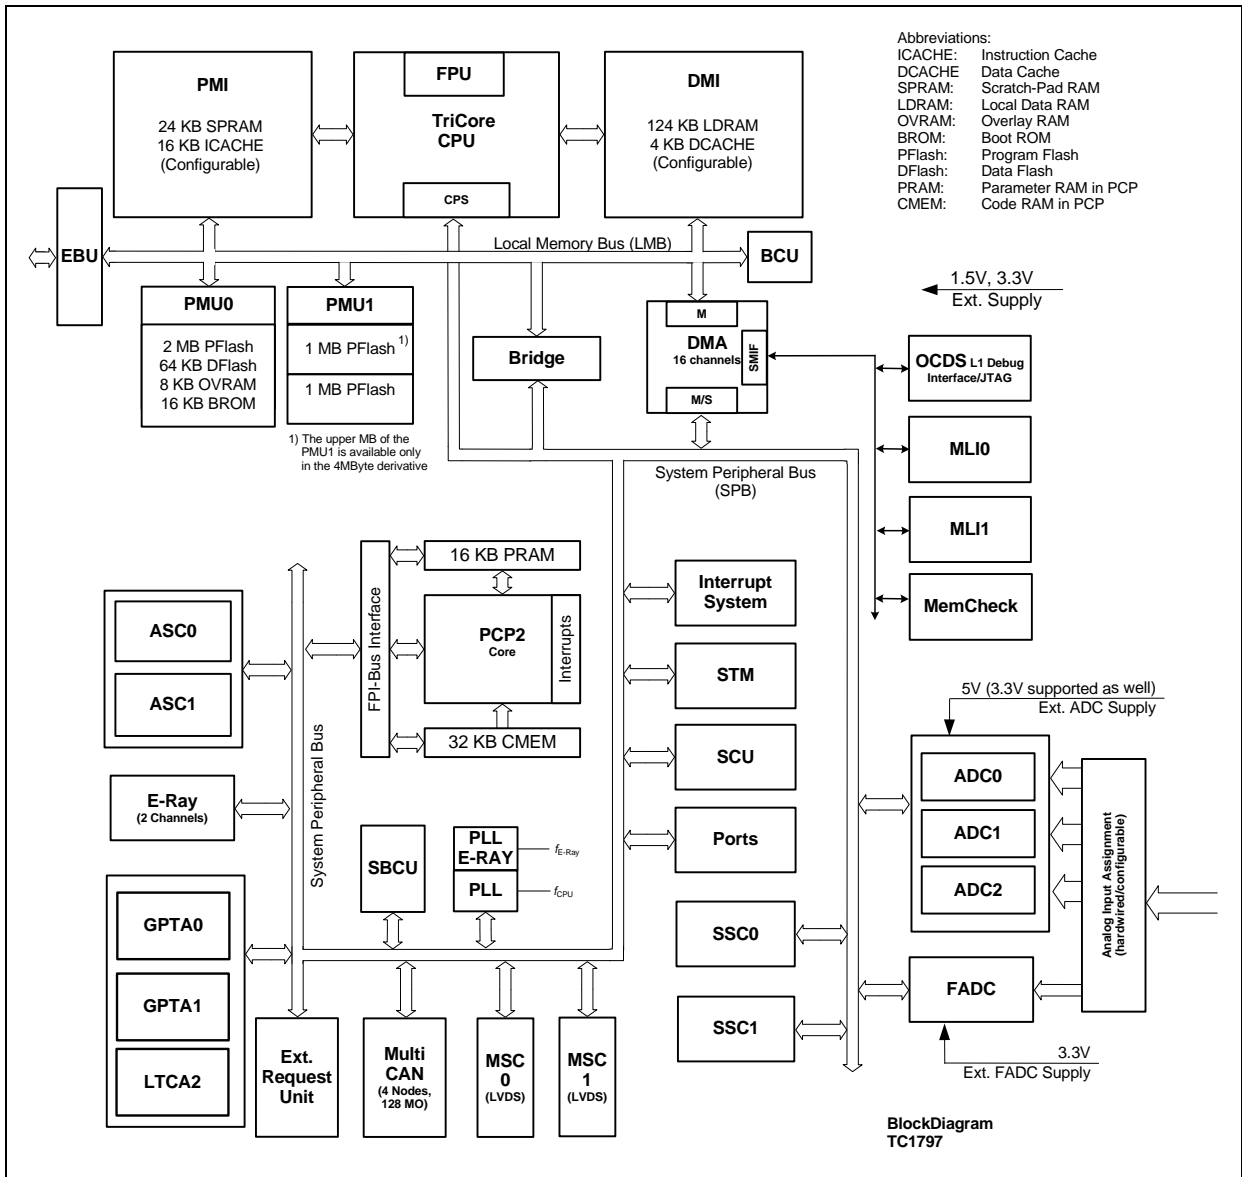 Abbreviations:
ICACHE: Instruction Cache
DCACHE Data Cache
SPRAM: Scratch-Pad RAM
LDRAM: Local Data RAM
OVRAM: Overlay RAM
BROM: Boot ROM
PFlash: Program Flash
DFlash: Data Flash
PRAM: Parameter RAM in PCP
CMEM: Code RAM in PCP
PMI
24 KB SPRAM
16 KB ICACHE
(Configurable)
FPU
TriCore
CPU
CPS
DMI
124 KB LDRAM
4 KB DCACHE
(Configurable)
EBU
Local Memory Bus (LMB)
BCU
1.5V, 3.3V
Ext. Supply
PMU0
2 MB PFlash
64 KB DFlash
8 KB OVRAM
16 KB BROM
PMU1
1 MB PFlash 1)
1 MB PFlash
1) The upper MB of the
PMU1 is available only
in the 4MByte derivative
Bridge
M
DMA
16 channels
SMIF
M/S
OCDS L1 Debug
Interface/JTAG
MLI0
MLI1
MemCheck
System Peripheral Bus
(SPB)
FPI-Bus Interface
16 KB PRAM
PCP2
Core
Interrupts
32 KB CMEM
Interrupt
System
STM
SCU
Ports
SSC0
SSC1
ASC0
ASC1
E-Ray
(2 Channels)
System Peripheral Bus
GPTA0
GPTA1
LTCA2
SBCU
PLL
E-RAY
fE-Ray
PLL
fCPU
Ext.
Request
Unit
Multi
CAN
(4 Nodes,
128 MO)
MSC
0
(LVDS)
MSC
1
(LVDS)
5V (3.3V supported as well)
Ext. ADC Supply
ADC0
ADC1
ADC2
Analog Input Assignment
(hardwired/configurable)
FADC
3.3V
Ext. FADC Supply
BlockDiagram
TC1797